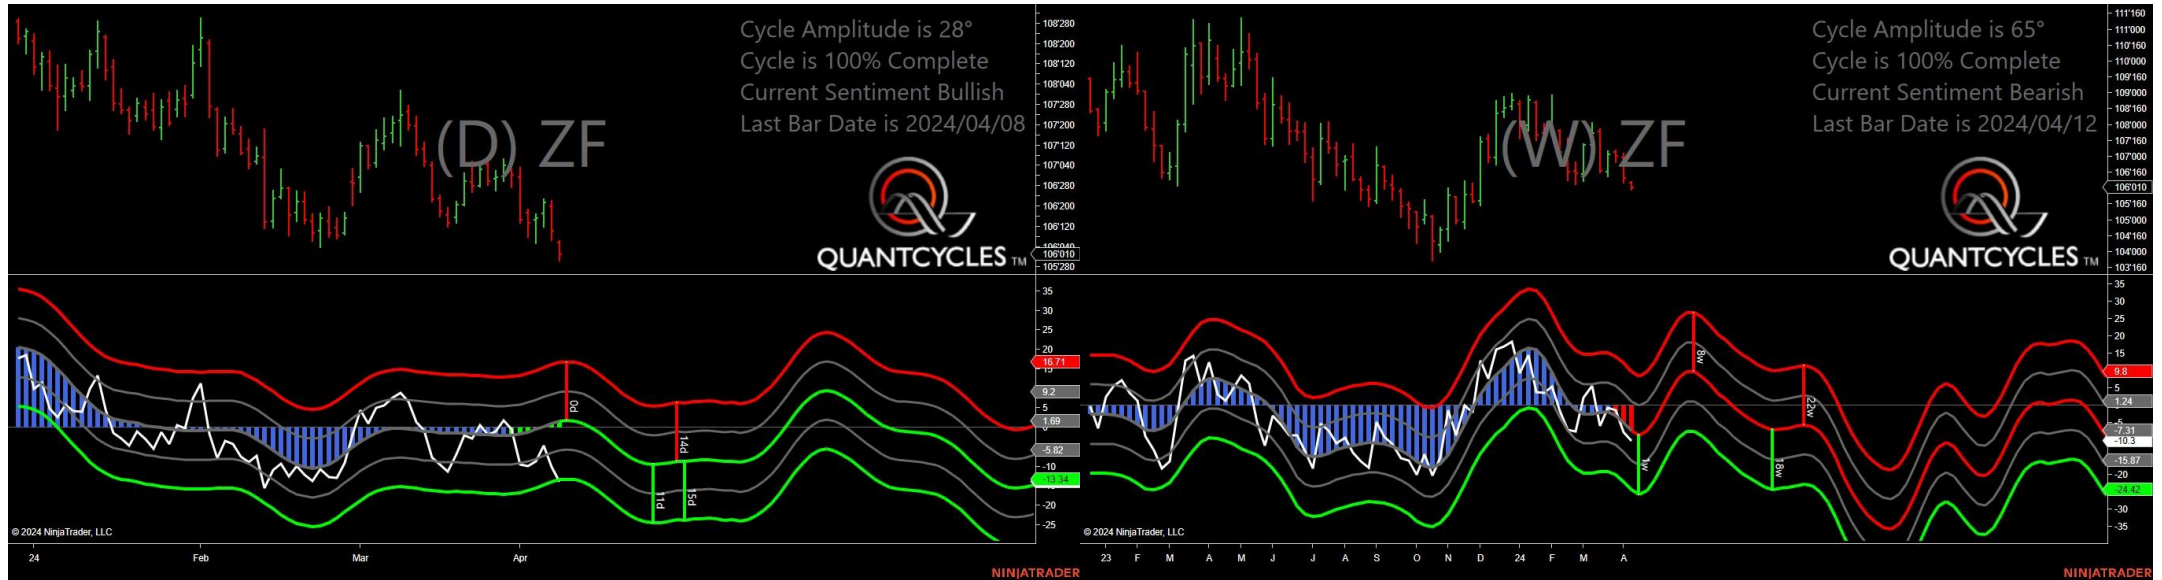 Cycle Amplitude is 28°
Cycle is 100% Complete
Current Sentiment Bullish
Last Bar Date is 2024/04/08
(D) ZF
QUANTCYCLES TM
108'280
108'200
108'120
108'040
107'280
107'200
107'120
107'040
106'280
106'200
106'120
106'040
106'010
105'280
35
30
25
20
16.71
15
9.2
5
1.69
-5.82
-10
-13.34
-20
-25
0d
14d
11d
15d
© 2024 NinjaTrader, LLC
24 Feb Mar Apr
NINJATRADER
Cycle Amplitude is 65°
Cycle is 100% Complete
Current Sentiment Bearish
Last Bar Date is 2024/04/12
(W) ZF
QUANTCYCLES TM
111'160
111'000
110'160
110'000
109'160
109'000
108'160
108'000
107'160
107'000
106'160
106'010
105'160
105'000
104'160
104'000
103'160
35
30
25
20
15
9.8
5
1.24
-5
-7.31
-10.3
-15.87
-20
-24.42
-30
-35
8w
22w
1w
18w
© 2024 NinjaTrader, LLC
23 F M A M J J A S O N D 24 F M A
NINJATRADER